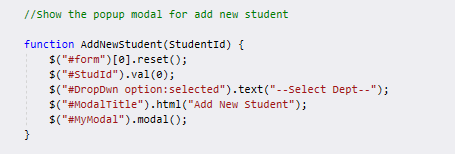 //Show the popup modal for add new student
function AddNewStudent(StudentId) {
$("#form")[0].reset();
$("#StudId").val(0);
$("#DropDwn option:selected").text("--Select Dept--");
$("#ModalTitle").html("Add New Student");
$("#MyModal").modal();
}